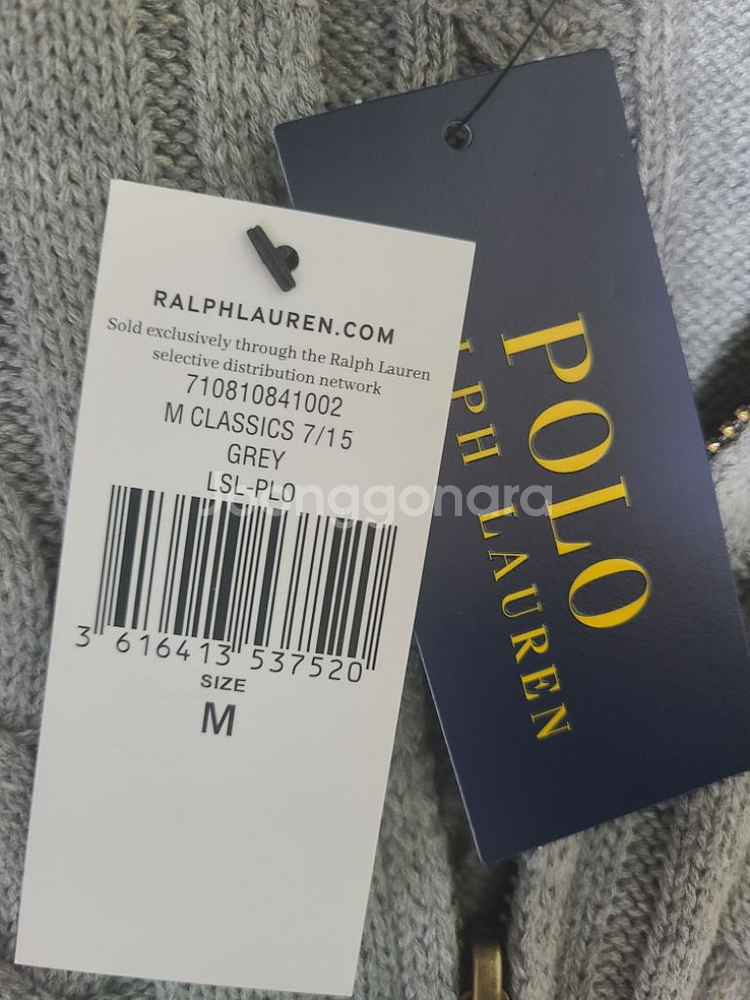 RALPHLAUREN.COM
Sold exclusively through the Ralph Lauren
selective distribution network
710810841002
M CLASSICS 7/15
GREY
LSL-PLO
3 616413 537520
SIZE
M
POLO
LPH LAUREN
Joonggonara